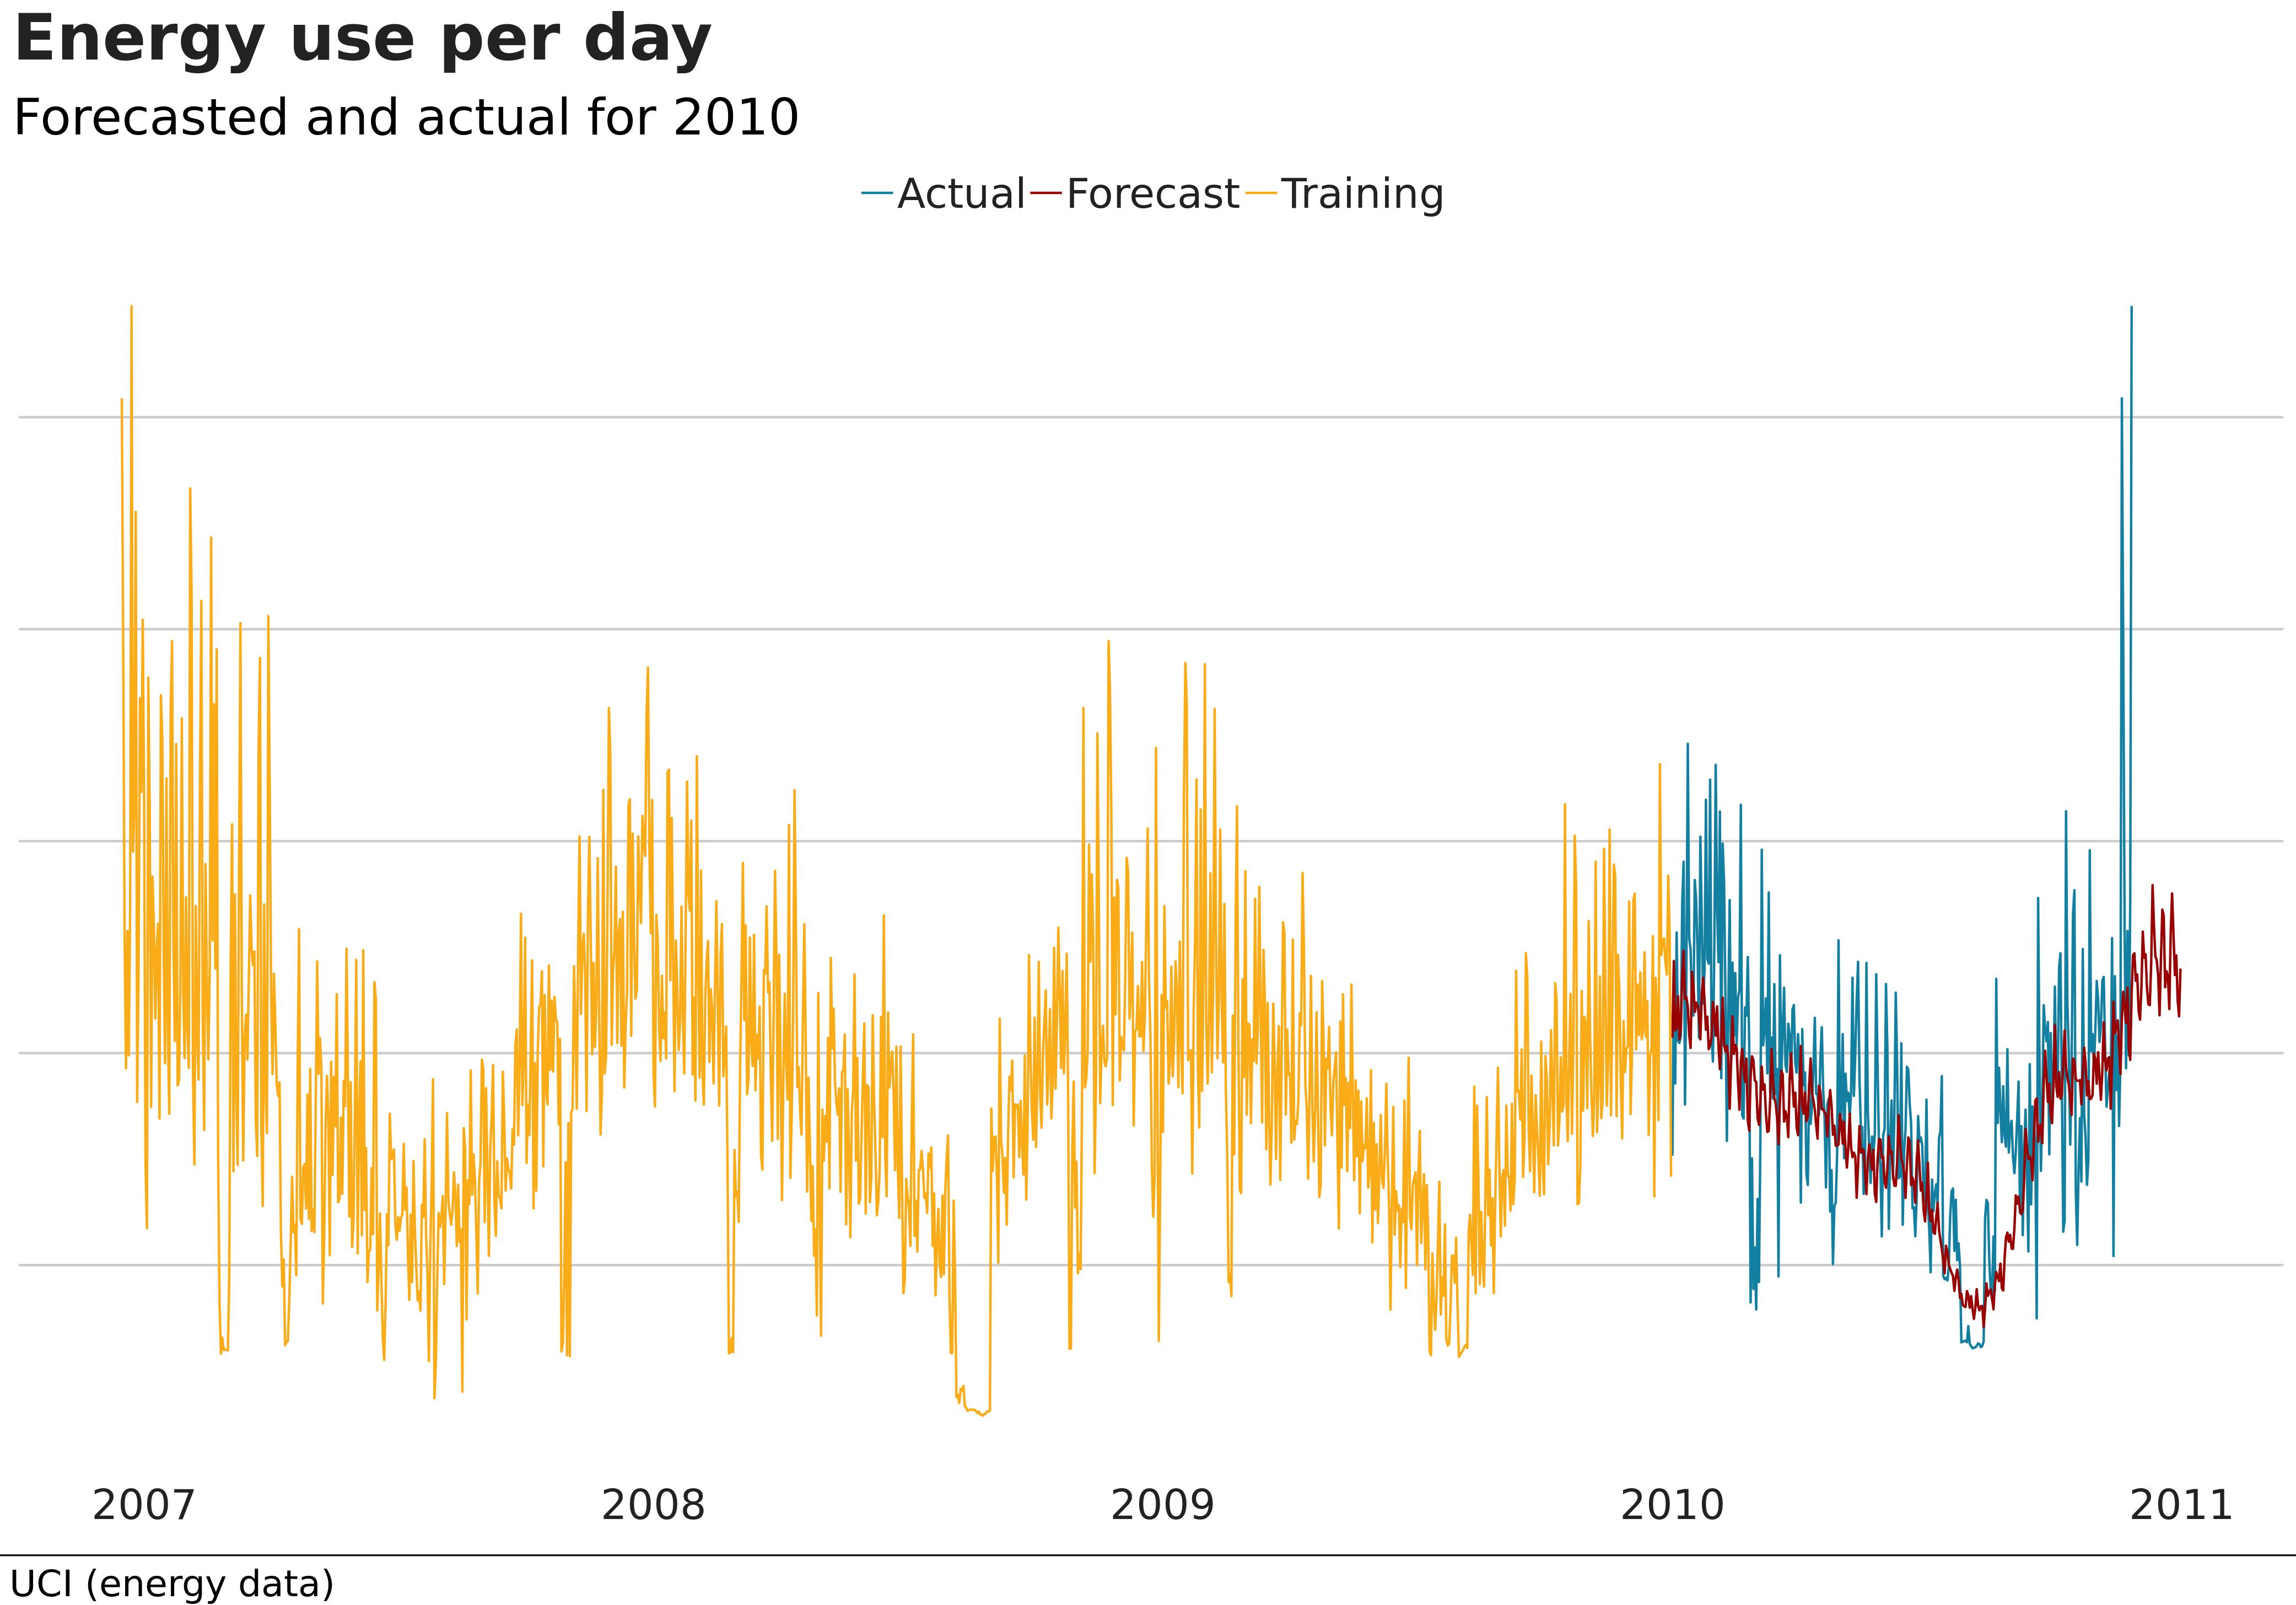 Energy use per day
Forecasted and actual for 2010
Actual Forecast Training
2007 2008 2009 2010 2011
UCI (energy data)